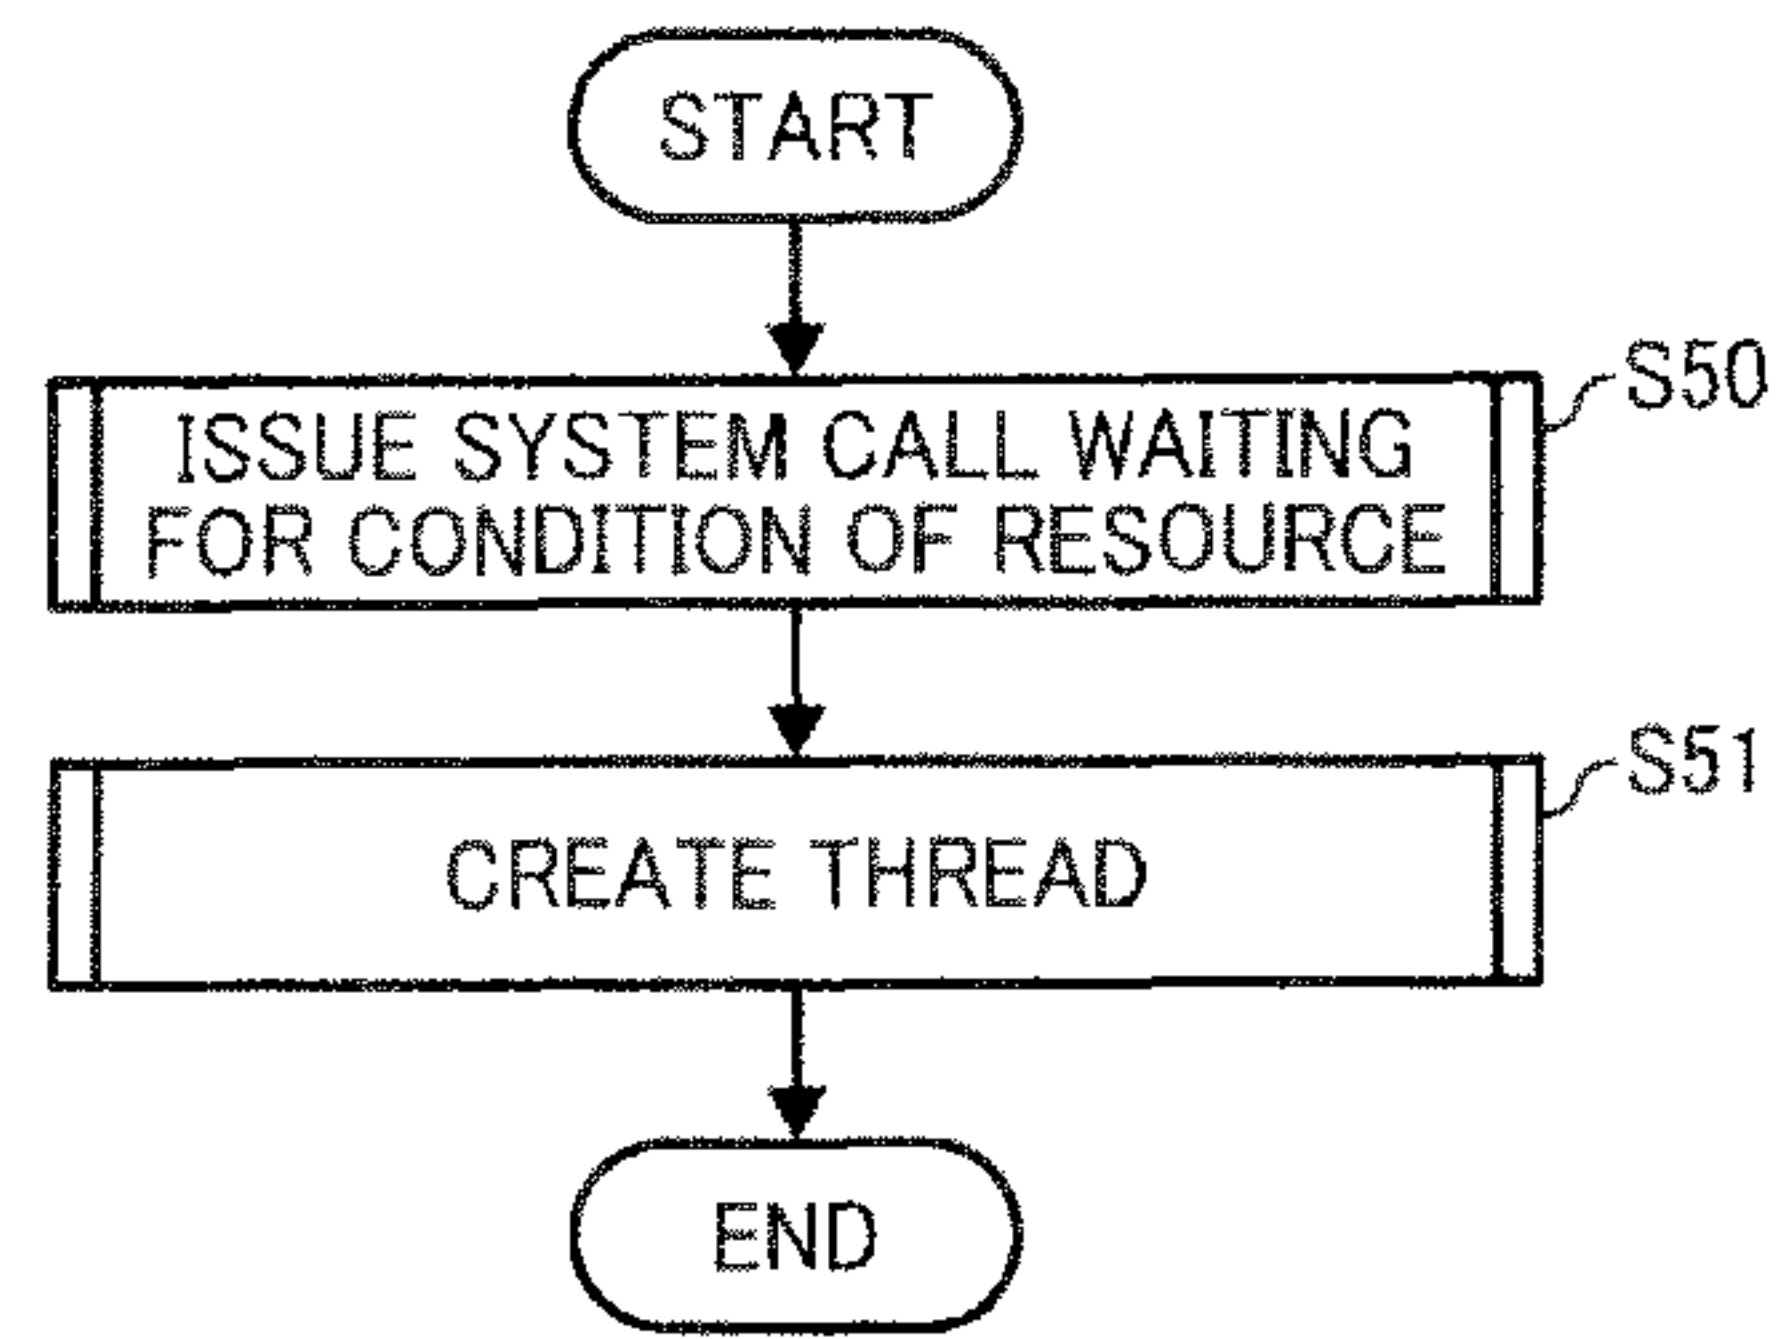 START
ISSUE SYSTEM CALL WAITING
FOR CONDITION OF RESOURCE
S50
CREATE THREAD
S51
END